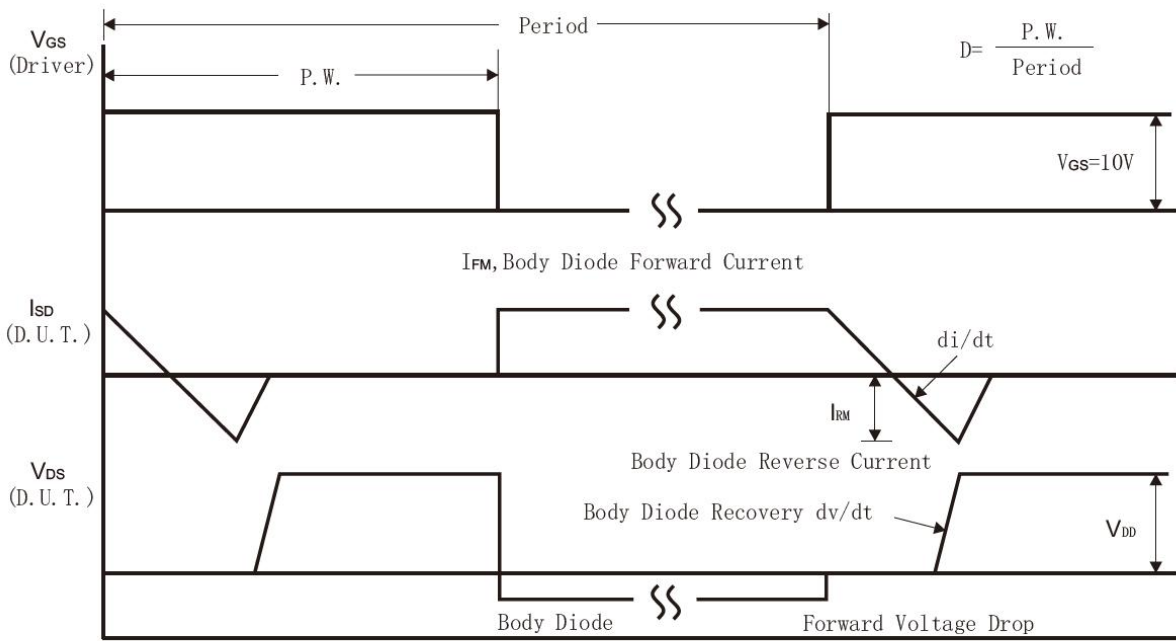 Period
VGS
(Driver)
P.W.
D= P.W.
Period
VGS=10V
IFM, Body Diode Forward Current
ISD
(D.U.T.)
di/dt
IRM
Body Diode Reverse Current
VDS
(D.U.T.)
Body Diode Recovery dv/dt
VDD
Body Diode Forward Voltage Drop